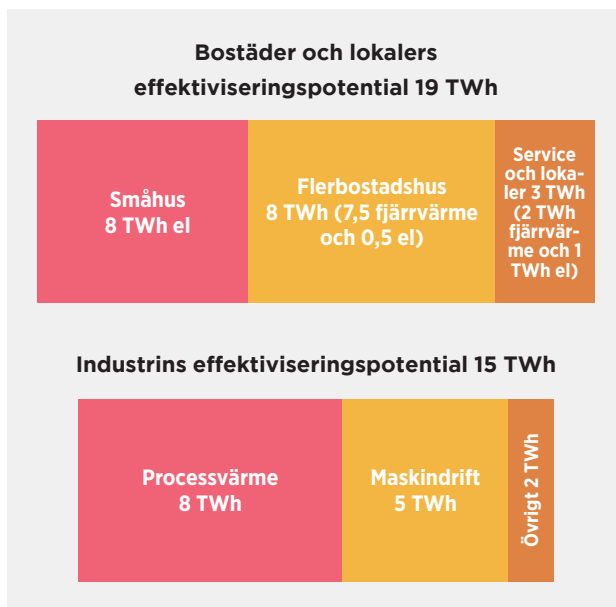 Bostäder och lokalers
effektiviseringspotential 19 TWh
Småhus
8 TWh el
Flerbostadshus
8 TWh (7,5 fjärrvärme
och 0,5 el)
Service
och loka-
ler 3 TWh
(2 TWh
fjärrvär-
me och 1
TWh el)
Industrins effektiviseringspotential 15 TWh
Processvärme
8 TWh
Maskindrift
5 TWh
Övrigt 2 TWh